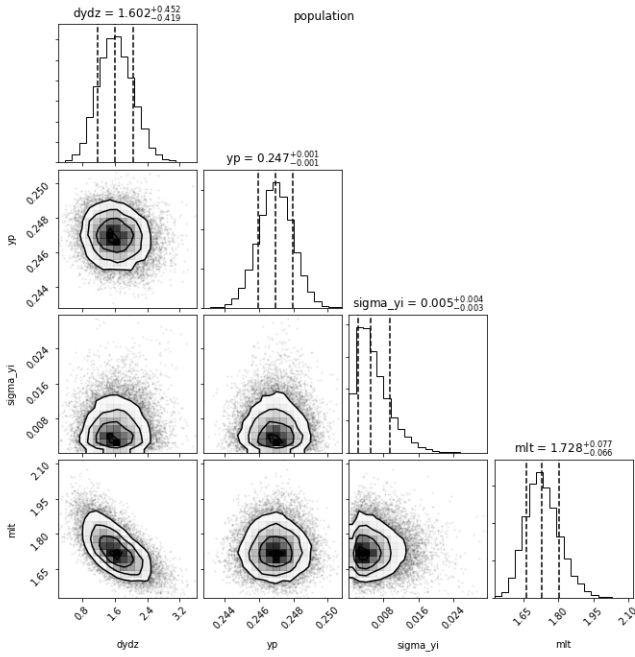 population
dydz = 1.602+0.452−0.419
yp = 0.247+0.001−0.001
0.250
0.248
0.246
0.244
yp
sigma_yi = 0.005+0.004−0.003
0.024
0.016
0.008
sigma_yi
mlt = 1.728+0.077−0.066
2.10
1.95
1.80
1.65
mlt
0.8 1.6 2.4 3.2
0.244 0.246 0.248 0.250
0.008 0.016 0.024
1.65 1.80 1.95 2.10
dydz yp sigma_yi mlt